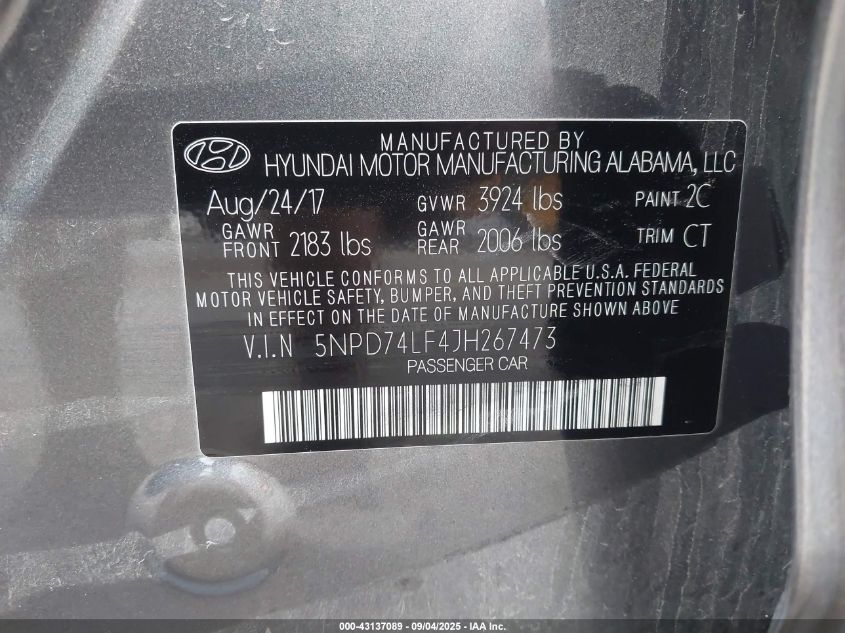 MANUFACTURED BY
HYUNDAI MOTOR MANUFACTURING ALABAMA, LLC
Aug/24/17 GVWR 3924 lbs PAINT 2C
GAWR FRONT 2183 lbs GAWR REAR 2006 lbs TRIM CT
THIS VEHICLE CONFORMS TO ALL APPLICABLE U.S.A. FEDERAL
MOTOR VEHICLE SAFETY, BUMPER, AND THEFT PREVENTION STANDARDS
IN EFFECT ON THE DATE OF MANUFACTURE SHOWN ABOVE
V.I.N 5NPD74LF4JH267473
PASSENGER CAR
000-43137089 - 09/04/2025 - IAA Inc.